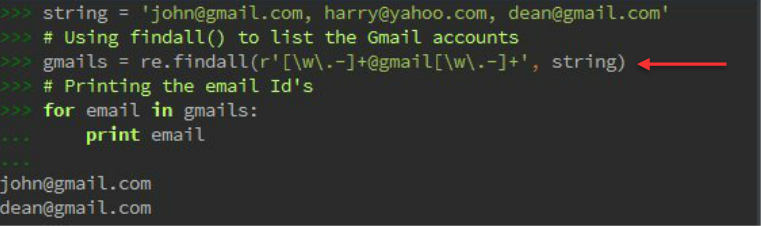 >>> string = 'john@gmail.com, harry@yahoo.com, dean@gmail.com'
>>> # Using findall() to list the Gmail accounts
>>> gmails = re.findall(r'[\w\.-]+@gmail[\w\.-]+', string)
>>> # Printing the email Id's
>>> for email in gmails:
...     print email
...
john@gmail.com
dean@gmail.com